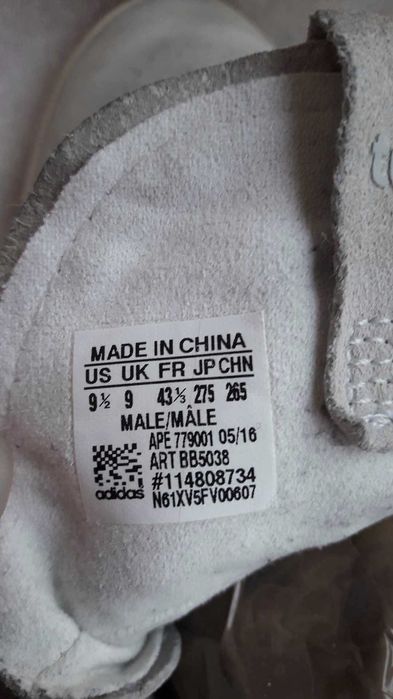 MADE IN CHINA
US UK FR JP CHN
9½ 9 43⅓ 275 265
MALE/MÂLE
APE 779001 05/16
ART BB5038
#114808734
adidas N61XV5FV00607